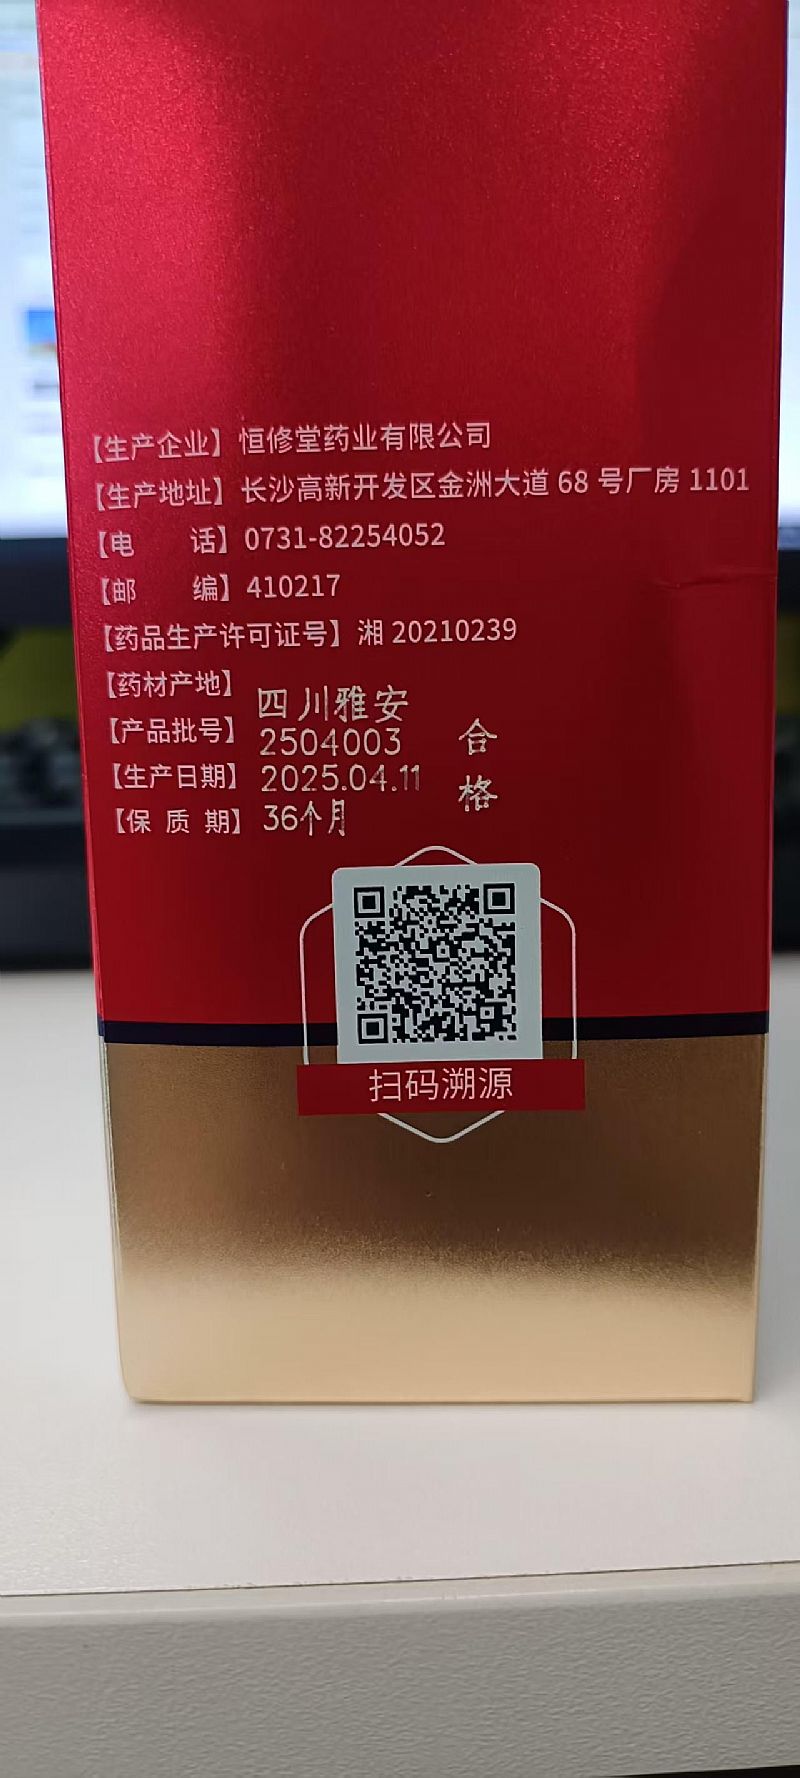 【生产企业】恒修堂药业有限公司
【生产地址】长沙高新开发区金洲大道 68 号厂房 1101
【电 话】0731-82254052
【邮 编】410217
【药品生产许可证号】湘 20210239
【药材产地】四川雅安
【产品批号】2504003 合
【生产日期】2025.04.11 格
【保 质 期】36个月
扫码溯源